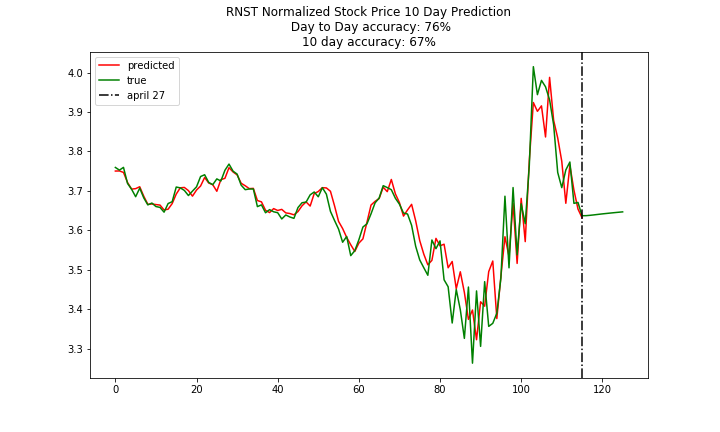 RNST Normalized Stock Price 10 Day Prediction
Day to Day accuracy: 76%
10 day accuracy: 67%
predicted
true
april 27
4.0
3.9
3.8
3.7
3.6
3.5
3.4
3.3
0 20 40 60 80 100 120